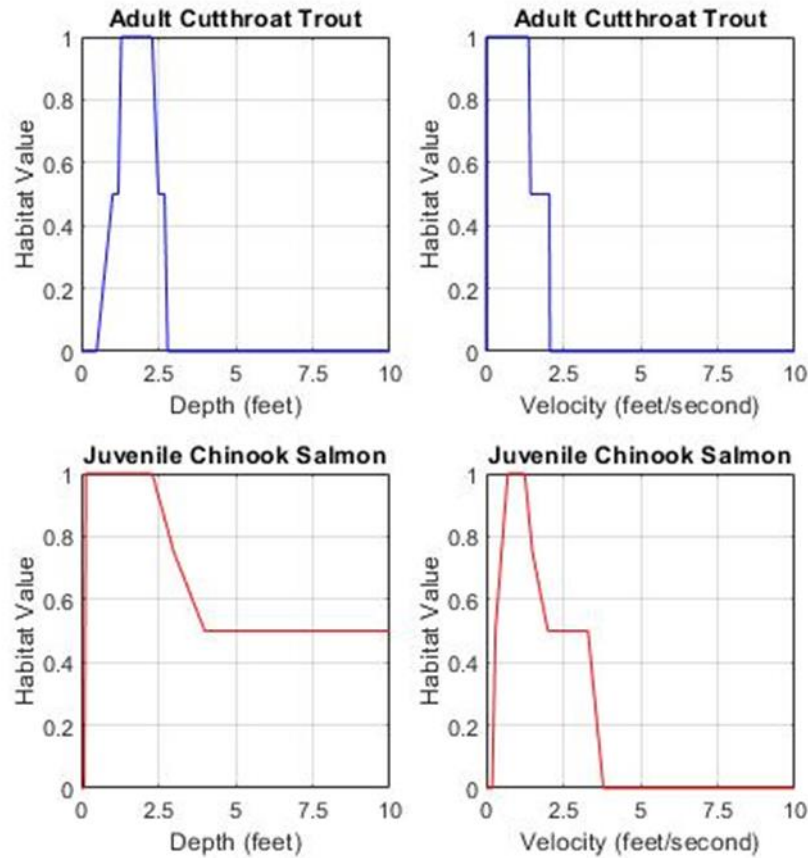 Adult Cutthroat Trout
1
0.8
0.6
0.4
0.2
0
Habitat Value
0 2.5 5 7.5 10
Depth (feet)
Adult Cutthroat Trout
1
0.8
0.6
0.4
0.2
0
Habitat Value
0 2.5 5 7.5 10
Velocity (feet/second)
Juvenile Chinook Salmon
1
0.8
0.6
0.4
0.2
0
Habitat Value
0 2.5 5 7.5 10
Depth (feet)
Juvenile Chinook Salmon
1
0.8
0.6
0.4
0.2
0
Habitat Value
0 2.5 5 7.5 10
Velocity (feet/second)